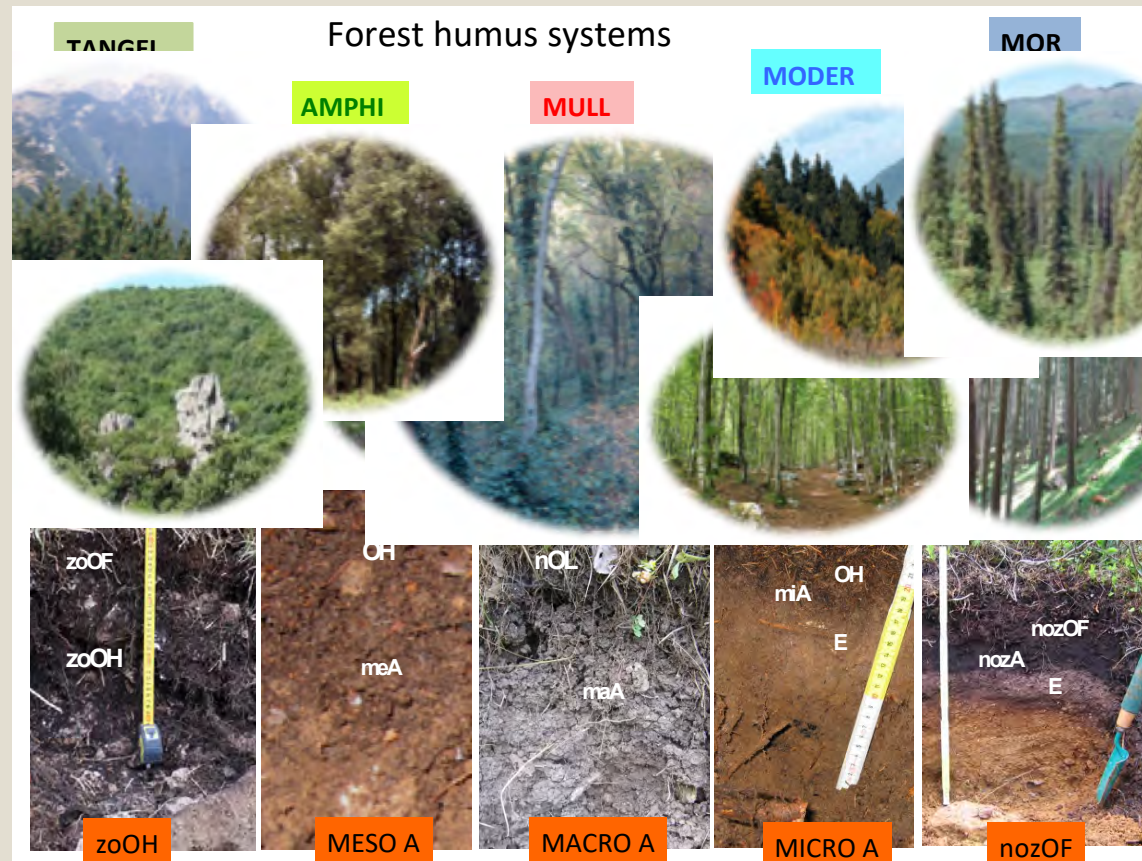 Forest humus systems
TANGEL
MOR
MODER
AMPHI
MULL
zoOF
OH
nOL
OH
miA
zoOH
meA
maA
E
nozOF
nozA
E
zoOH
MESO A
MACRO A
MICRO A
nozOF